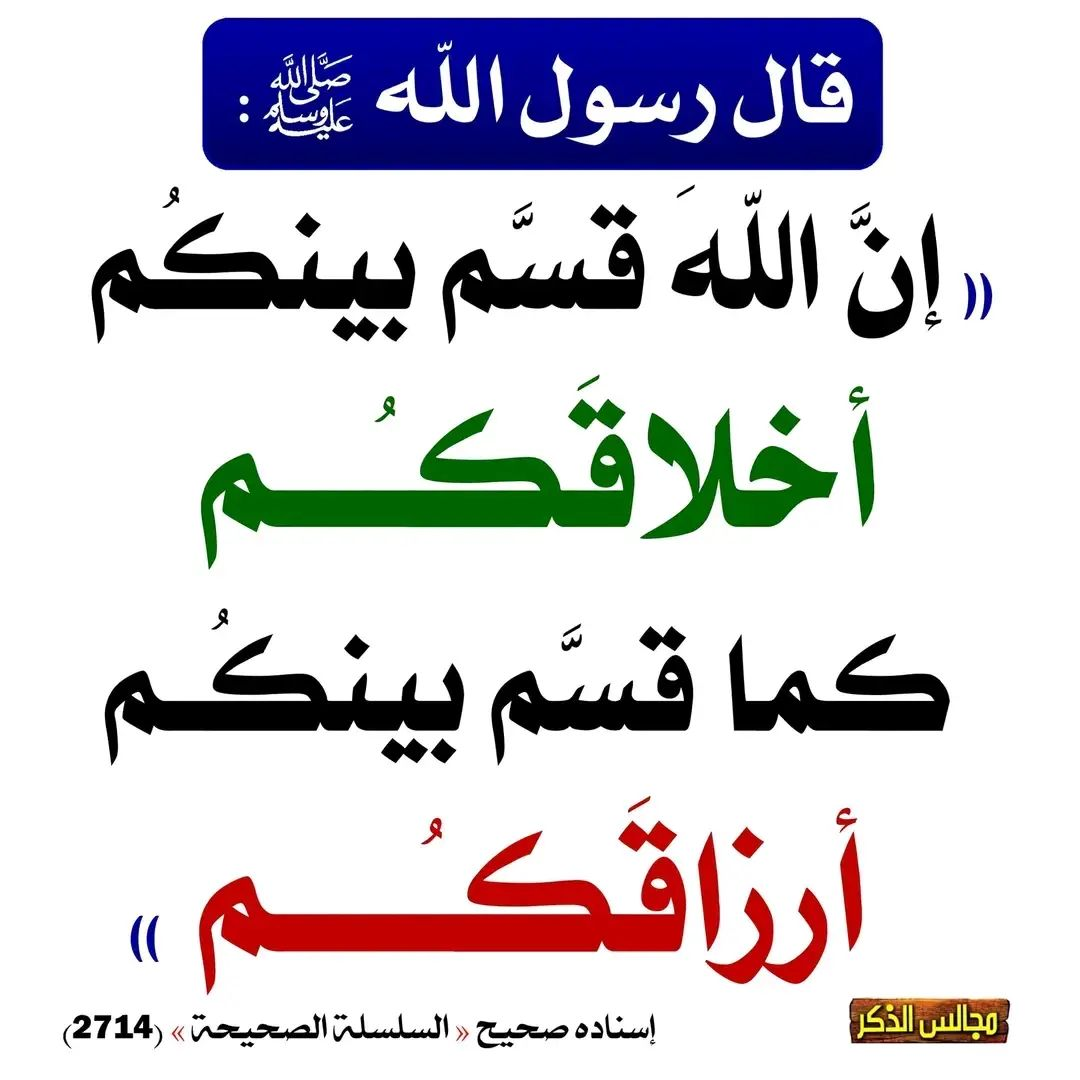 قال رسول الله ﷺ :
(( إنَّ اللهَ قسَّم بينكُم
أخلاقَكُم
كما قسَّم بينكُم
أرزاقَكُم ))
إسناده صحيح « السلسلة الصحيحة » (2714)
مجالس الذكر